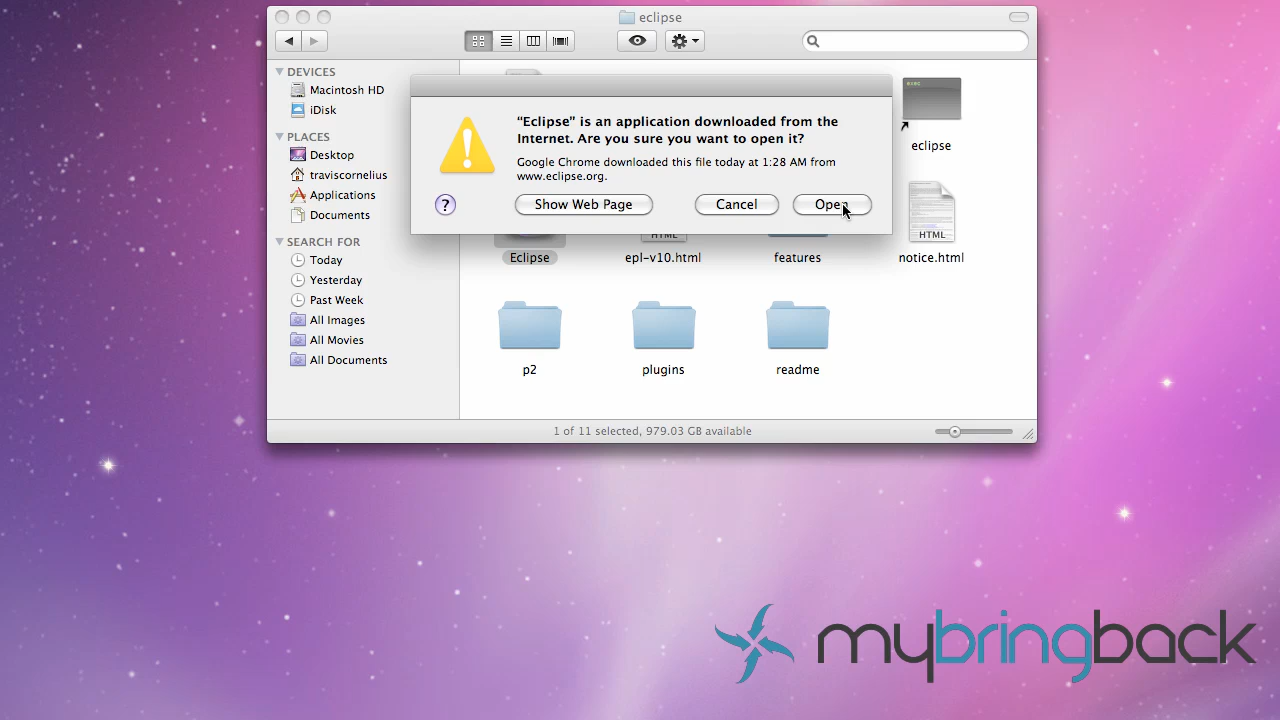 eclipse
DEVICES
Macintosh HD
iDisk
PLACES
Desktop
traviscornelius
Applications
Documents
SEARCH FOR
Today
Yesterday
Past Week
All Images
All Movies
All Documents
“Eclipse” is an application downloaded from the
Internet. Are you sure you want to open it?
Google Chrome downloaded this file today at 1:28 AM from
www.eclipse.org.
?
Show Web Page
Cancel
Open
exec
eclipse
HTML
HTML
Eclipse
epl-v10.html
features
notice.html
p2
plugins
readme
1 of 11 selected, 979.03 GB available
mybringback